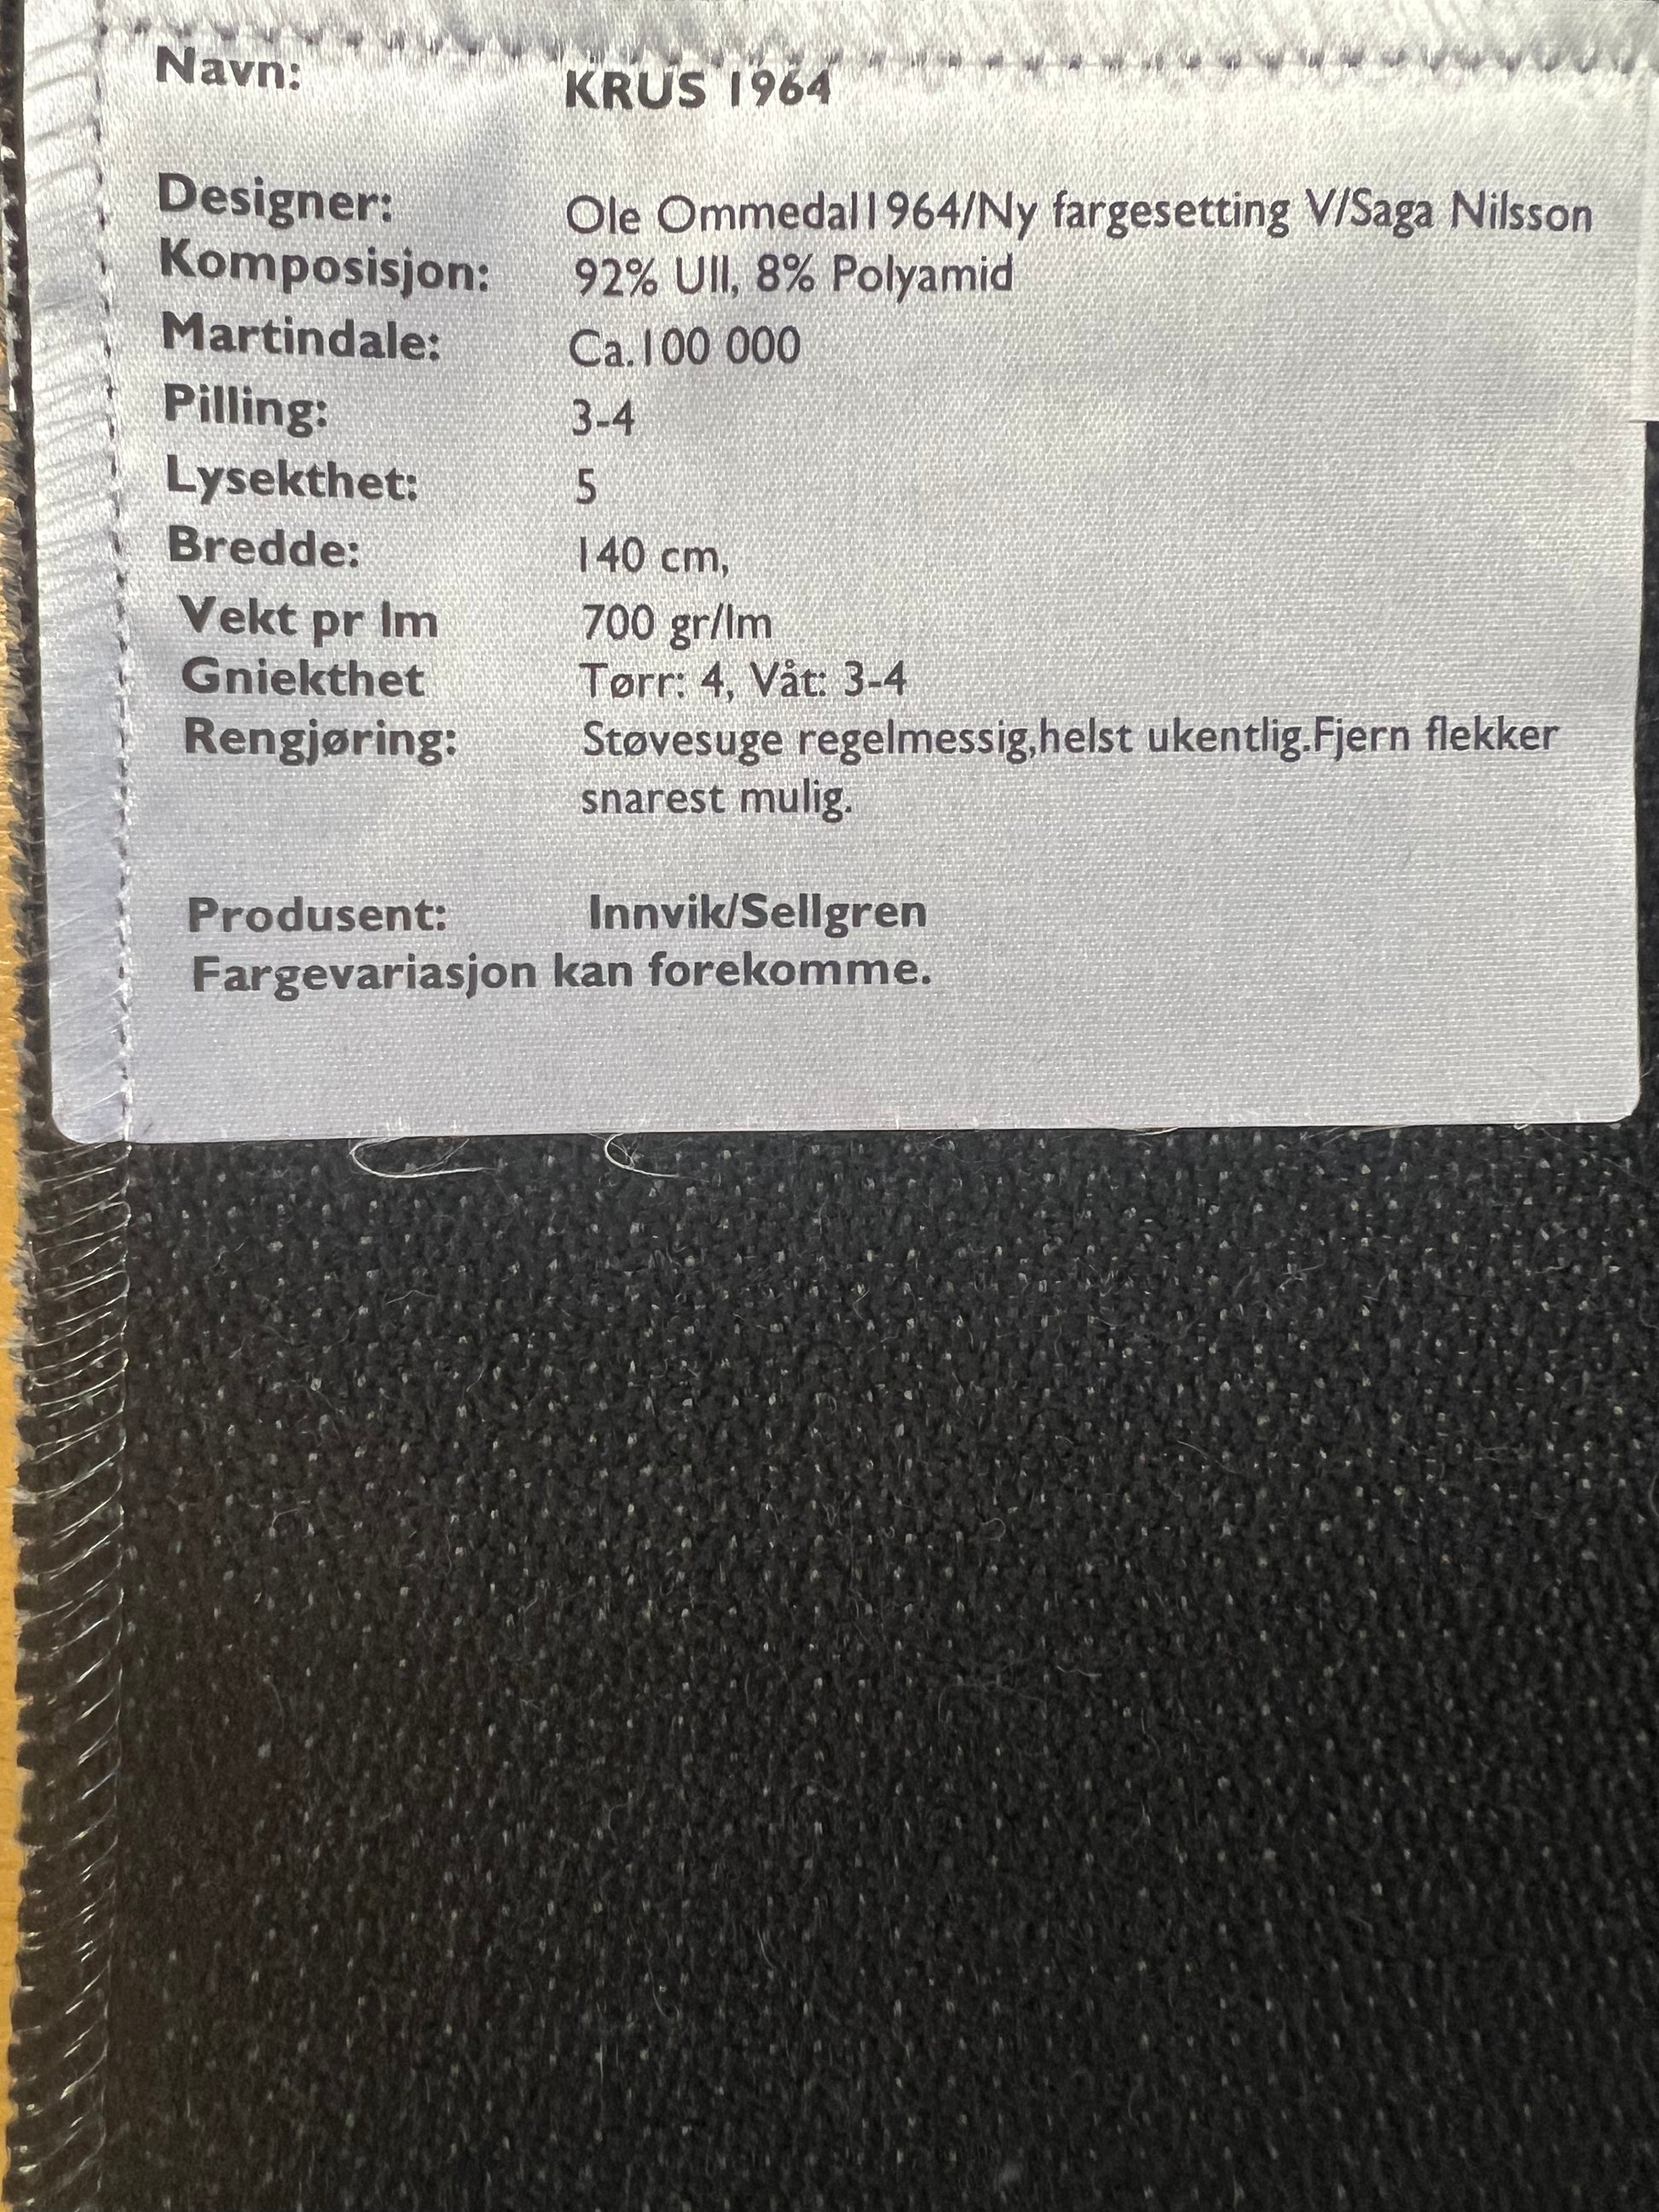 Navn: KRUS 1964
Designer: Ole Ommedal1964/Ny fargesetting V/Saga Nilsson
Komposisjon: 92% Ull, 8% Polyamid
Martindale: Ca.100 000
Pilling: 3-4
Lysekthet: 5
Bredde: 140 cm,
Vekt pr lm 700 gr/lm
Gniekthet Tørr: 4, Våt: 3-4
Rengjøring: Støvesuge regelmessig,helst ukentlig.Fjern flekker
snarest mulig.
Produsent: Innvik/Sellgren
Fargevariasjon kan forekomme.